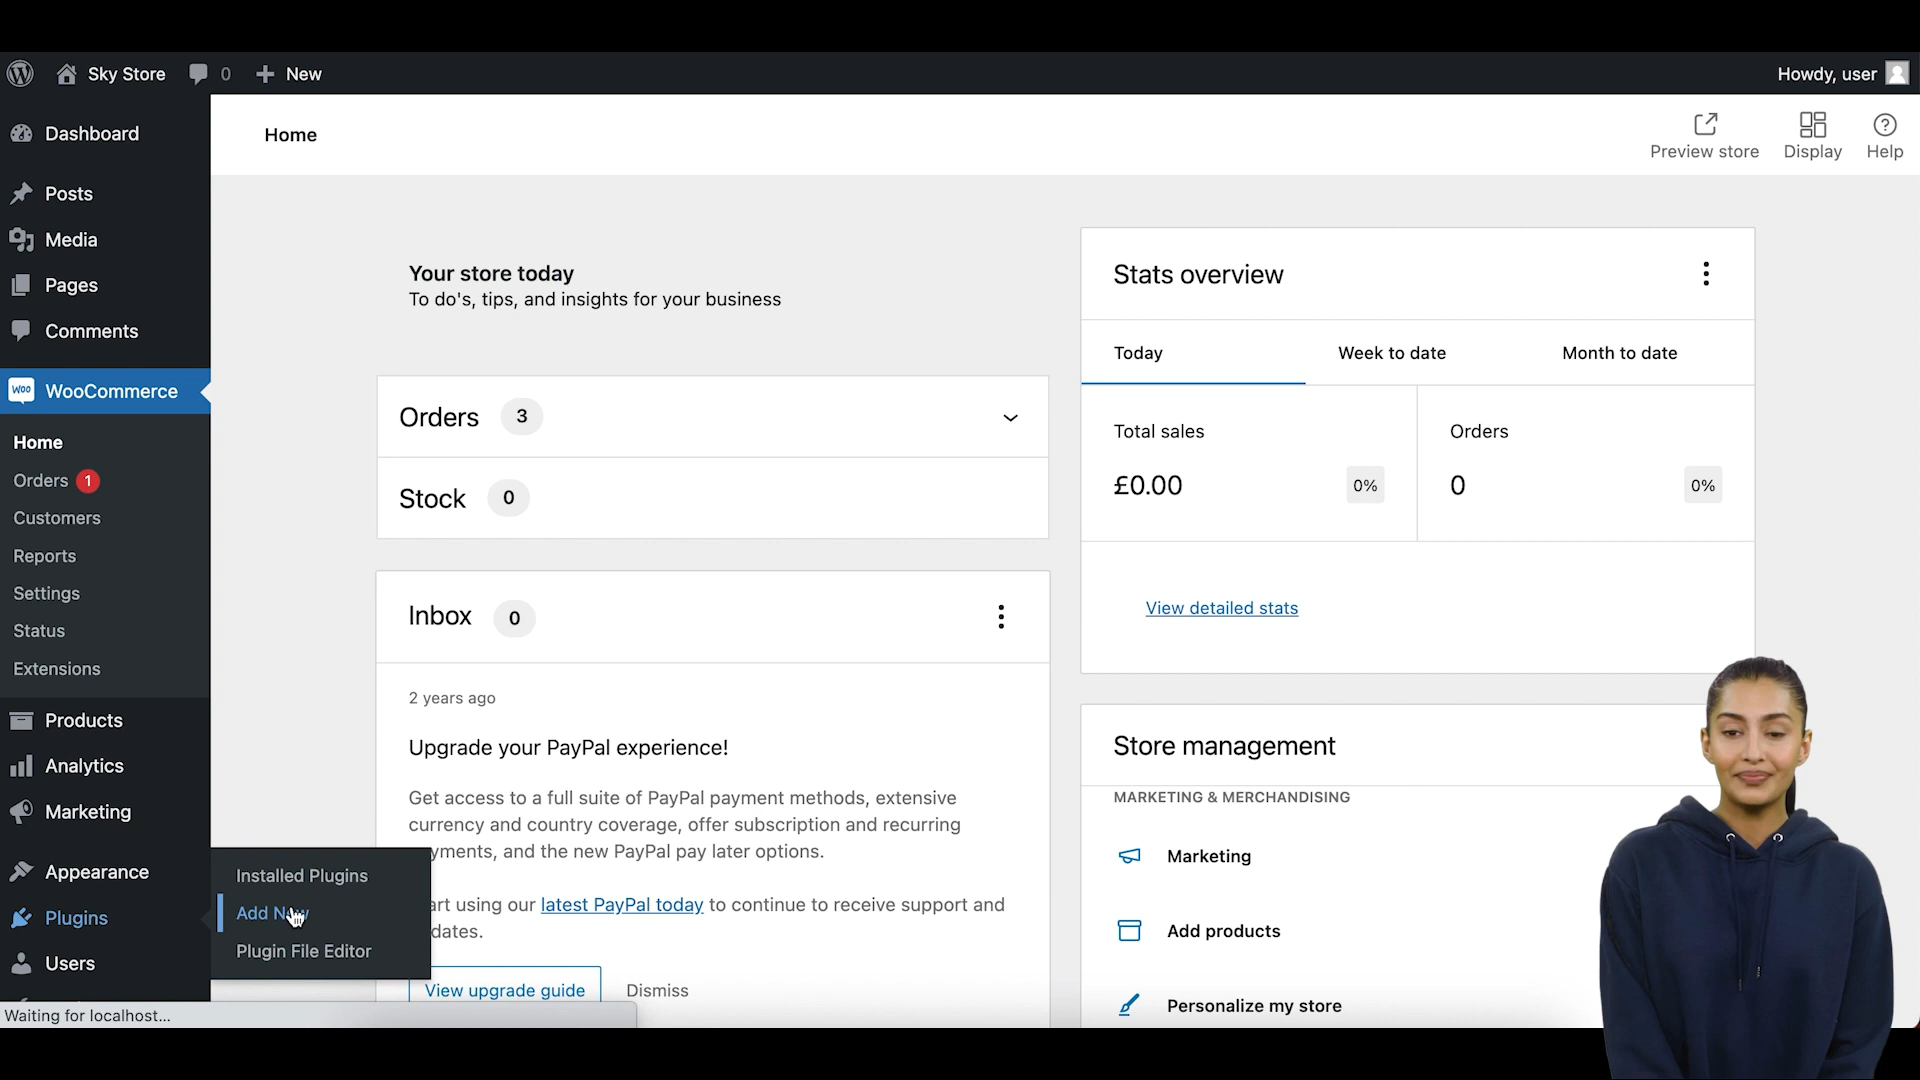 Sky Store
0
New
Howdy, user
Dashboard
Posts
Media
Pages
Comments
woo
WooCommerce
Home
Orders 1
Customers
Reports
Settings
Status
Extensions
Products
Analytics
Marketing
Appearance
Plugins
Users
Installed Plugins
Add New
Plugin File Editor
Waiting for localhost...
Home
Preview store
Display
Help
Your store today
To do's, tips, and insights for your business
Orders 3
Stock 0
Inbox 0
2 years ago
Upgrade your PayPal experience!
Get access to a full suite of PayPal payment methods, extensive
currency and country coverage, offer subscription and recurring
yments, and the new PayPal pay later options.
art using our latest PayPal today to continue to receive support and
dates.
View upgrade guide
Dismiss
Stats overview
Today
Week to date
Month to date
Total sales
£0.00
0%
Orders
0
0%
View detailed stats
Store management
MARKETING & MERCHANDISING
Marketing
Add products
Personalize my store